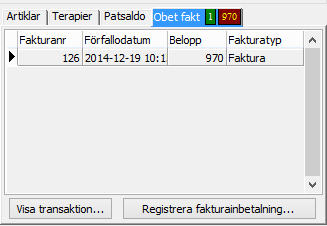 Artiklar Terapier Patsaldo Obet fakt 1 970
Fakturanr Förfallodatum Belopp Fakturatyp
126 2014-12-19 10:1 970 Faktura
Visa transaktion... Registrera fakturainbetalning...